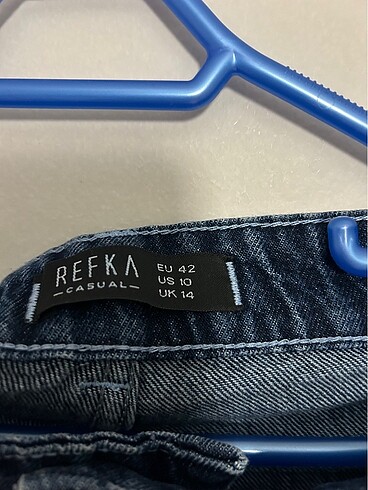 REFKA
—CASUAL—
EU 42
US 10
UK 14